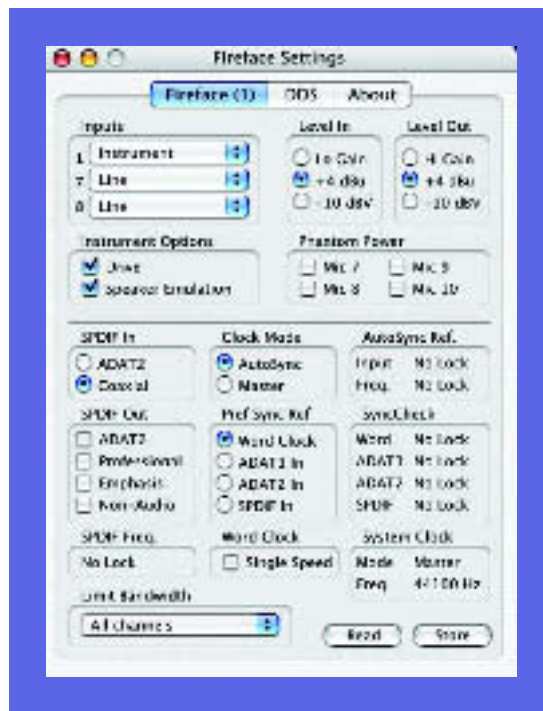 Fireface Settings
Fireface (1) DDS About
Inputs
1 Instrument
7 Line
8 Line
Level In
Lo Gain
+4 dBu
-10 dBV
Level Out
Hi Gain
+4 dBu
-10 dBV
Instrument Options
Drive
Speaker Emulation
Phantom Power
Mic 7 Mic 9
Mic 8 Mic 10
SPDIF In
ADAT2
Coaxial
Clock Mode
AutoSync
Master
AutoSync Ref.
Input No Lock
Freq. No Lock
SPDIF Out
ADAT2
Professional
Emphasis
Non-Audio
Pref Sync Ref
Word Clock
ADAT1 In
ADAT2 In
SPDIF In
SyncCheck
Word No Lock
ADAT1 No Lock
ADAT2 No Lock
SPDIF No Lock
SPDIF Freq.
No Lock
Word Clock
Single Speed
System Clock
Mode Master
Freq. 44100 Hz
Limit Bandwidth
All channels
Read Store